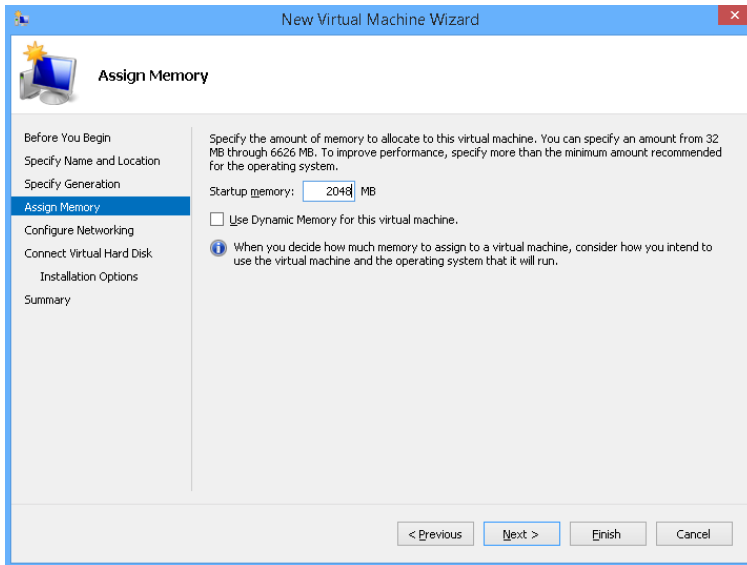 New Virtual Machine Wizard
Assign Memory
Before You Begin
Specify Name and Location
Specify Generation
Assign Memory
Configure Networking
Connect Virtual Hard Disk
Installation Options
Summary
Specify the amount of memory to allocate to this virtual machine. You can specify an amount from 32
MB through 6626 MB. To improve performance, specify more than the minimum amount recommended
for the operating system.
Startup memory: 2048 MB
Use Dynamic Memory for this virtual machine.
When you decide how much memory to assign to a virtual machine, consider how you intend to
use the virtual machine and the operating system that it will run.
< Previous Next > Finish Cancel